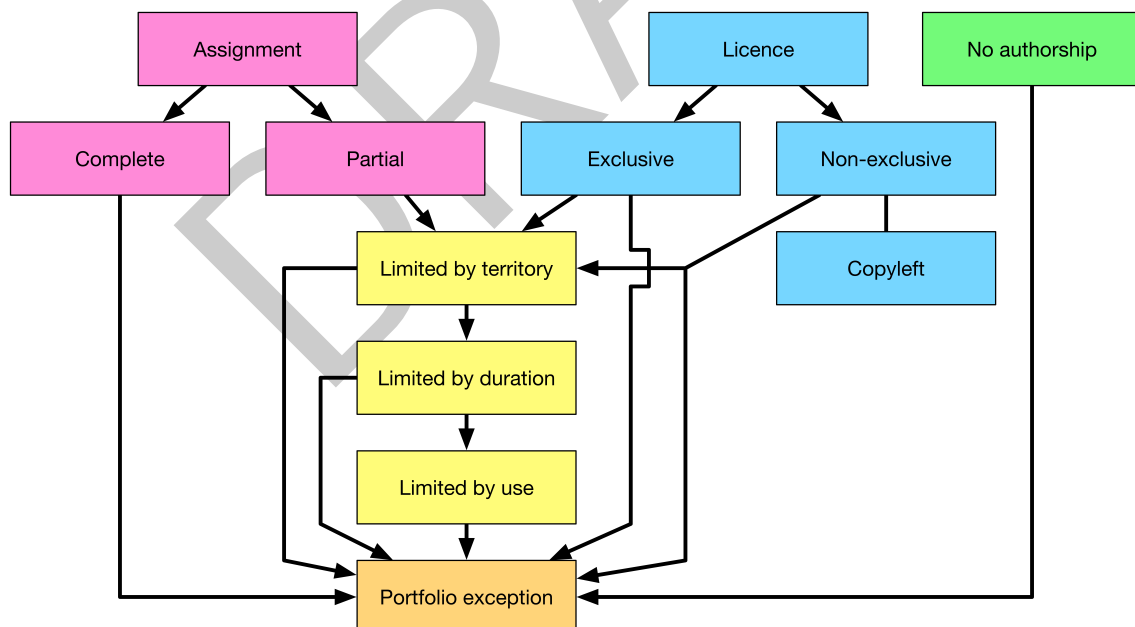 Assignment
Licence
No authorship
Complete
Partial
Exclusive
Non-exclusive
Limited by territory
Copyleft
Limited by duration
Limited by use
Portfolio exception
DRA